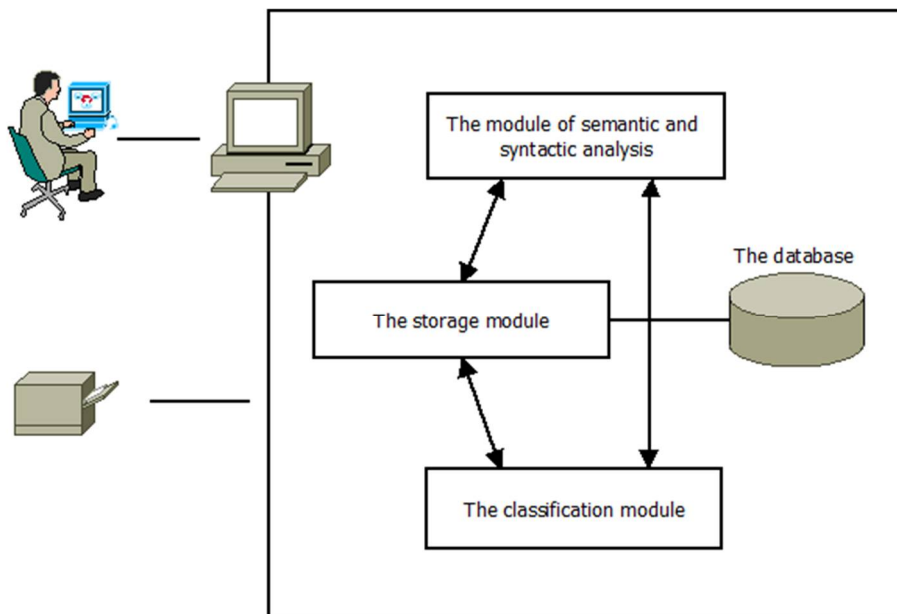 The module of semantic and
syntactic analysis
The database
The storage module
The classification module